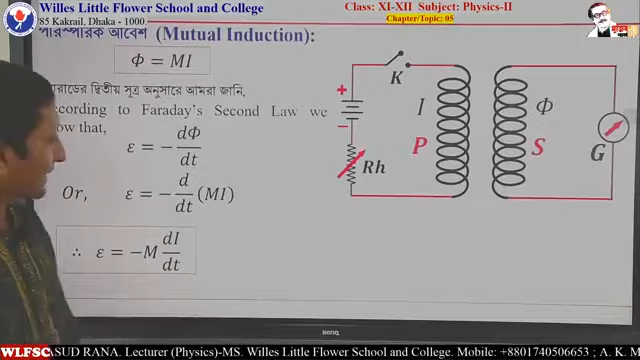 Willes Little Flower School and College
Class: XI-XII Subject: Physics-II
85 Kakrail, Dhaka - 1000.
Chapter/Topic: 05
পারস্পরিক আবেশ (Mutual Induction):
Φ = MI
দ্বিতীয় সূত্র অনুসারে আমরা জানি,
According to Faraday's Second Law we
that,
ε = − dΦ/dt
Or, ε = − d/dt (MI)
∴ ε = −M dI/dt
+
−
K
Rh
I
P
Φ
S
G
BENQ
WLFSC
ASUD RANA. Lecturer (Physics)-MS. Willes Little Flower School and College. Mobile: +8801740506653 ; A. K. M